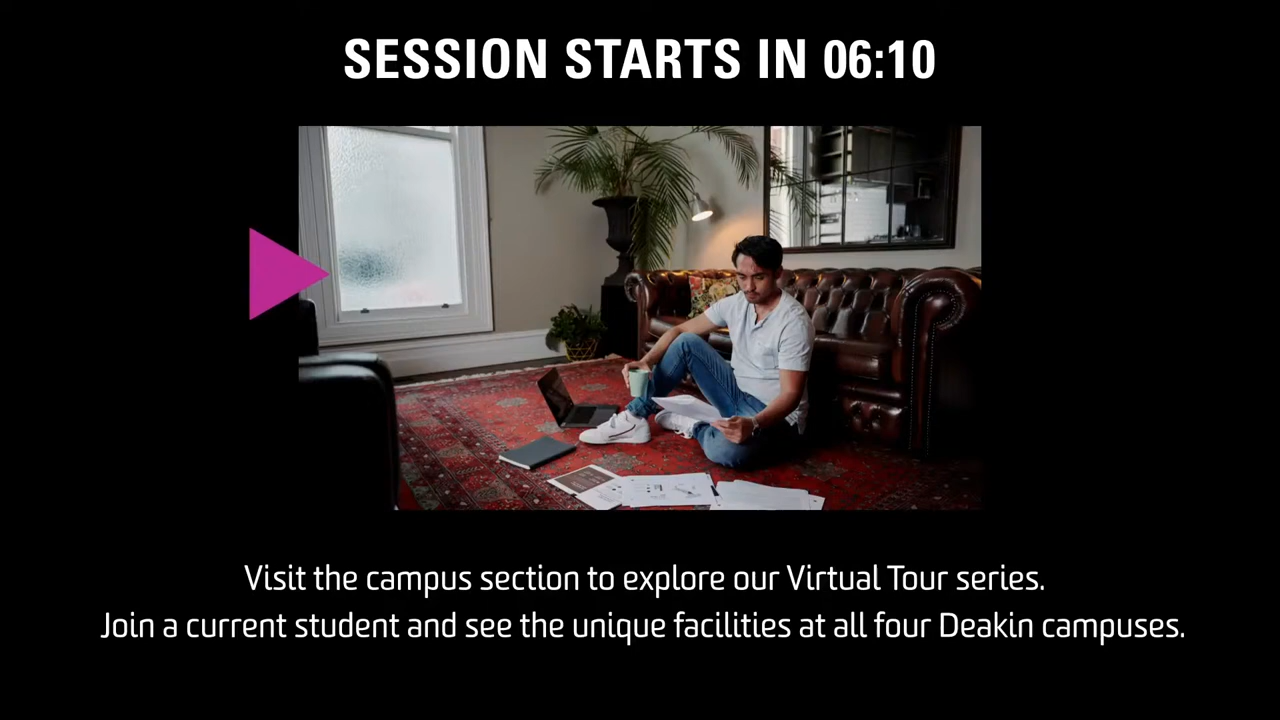 SESSION STARTS IN 06:10
Visit the campus section to explore our Virtual Tour series.
Join a current student and see the unique facilities at all four Deakin campuses.